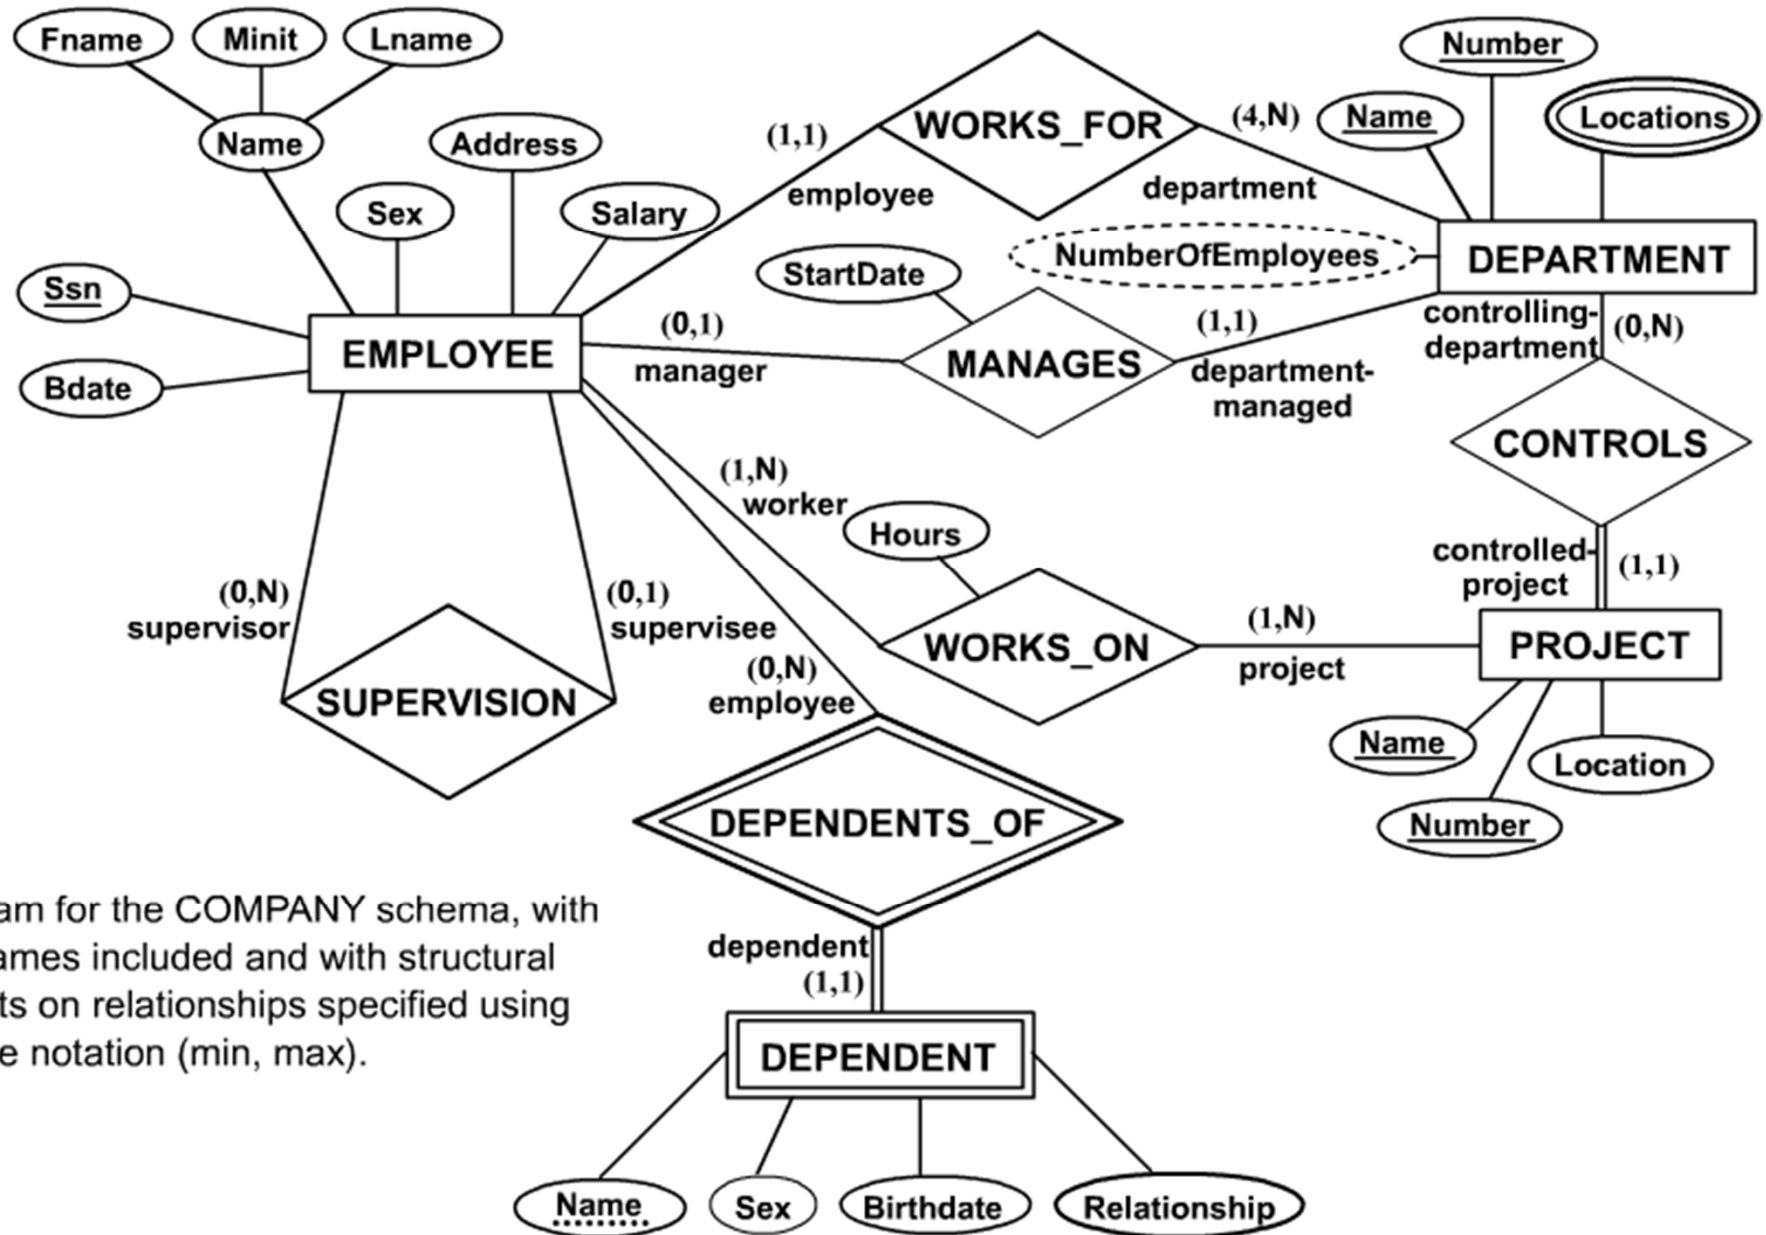 Fname
Minit
Lname
Name
Address
Sex
Salary
Ssn
Bdate
EMPLOYEE
(1,1)
employee
WORKS_FOR
(4,N)
department
Number
Name
Locations
NumberOfEmployees
DEPARTMENT
StartDate
(0,1)
manager
MANAGES
(1,1)
department-
managed
controlling-
department
(0,N)
CONTROLS
controlled-
project
(1,1)
PROJECT
Name
Number
Location
(1,N)
worker
Hours
WORKS_ON
(1,N)
project
(0,N)
supervisor
(0,1)
supervisee
SUPERVISION
(0,N)
employee
DEPENDENTS_OF
dependent
(1,1)
DEPENDENT
Name
Sex
Birthdate
Relationship
am for the COMPANY schema, with
ames included and with structural
ts on relationships specified using
e notation (min, max).